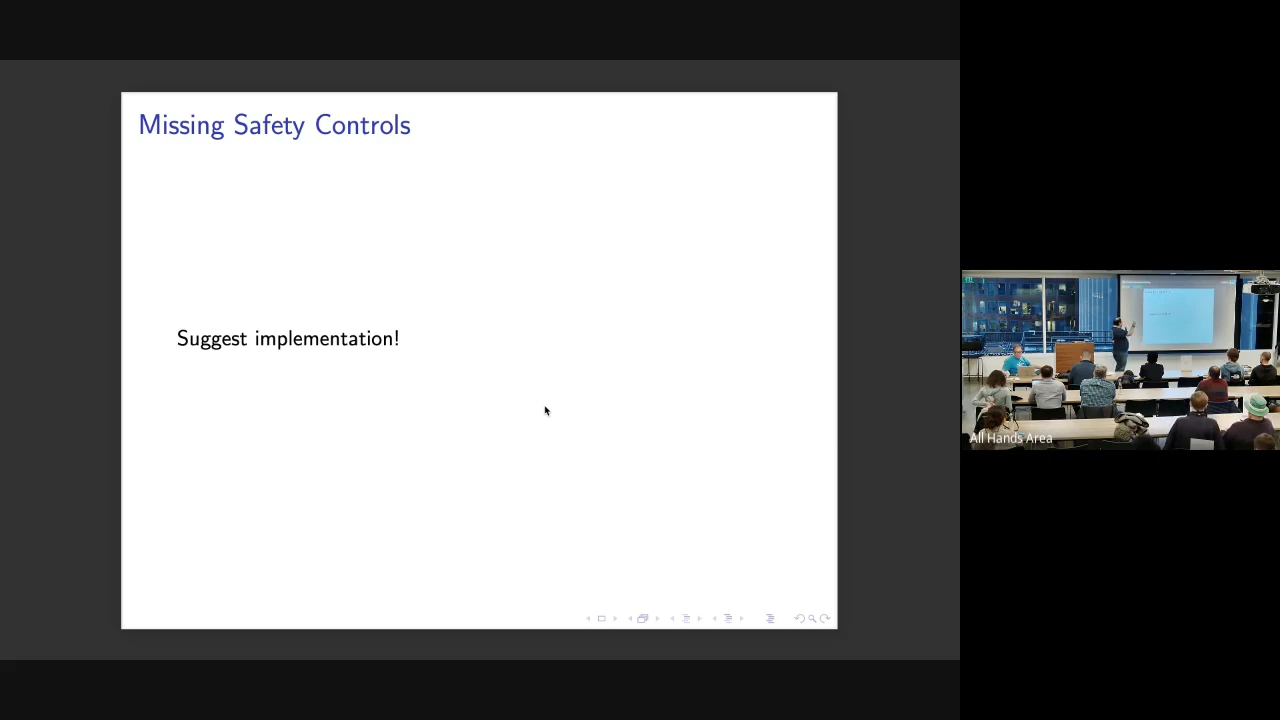 Missing Safety Controls
Suggest implementation!
All Hands Area